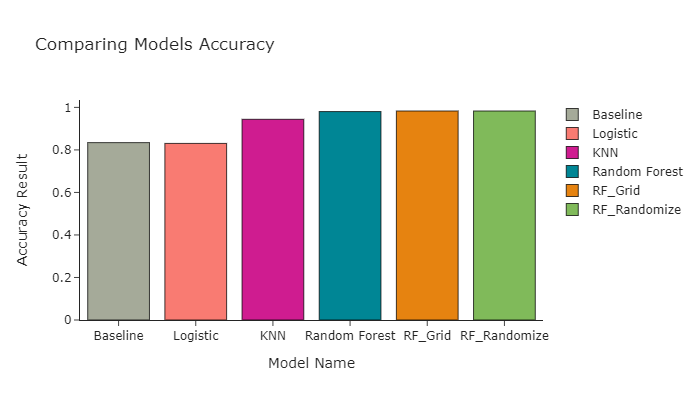 Comparing Models Accuracy
Accuracy Result
1
0.8
0.6
0.4
0.2
0
Baseline
Logistic
KNN
Random Forest
RF_Grid
RF_Randomize
Model Name
Baseline
Logistic
KNN
Random Forest
RF_Grid
RF_Randomize